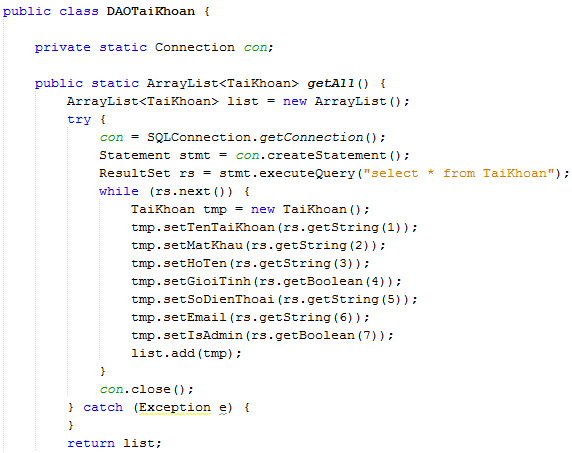 public class DAOTaiKhoan {
private static Connection con;
public static ArrayList<TaiKhoan> getAll() {
ArrayList<TaiKhoan> list = new ArrayList();
try {
con = SQLConnection.getConnection();
Statement stmt = con.createStatement();
ResultSet rs = stmt.executeQuery("select * from TaiKhoan");
while (rs.next()) {
TaiKhoan tmp = new TaiKhoan();
tmp.setTenTaiKhoan(rs.getString(1));
tmp.setMatKhau(rs.getString(2));
tmp.setHoTen(rs.getString(3));
tmp.setGioiTinh(rs.getBoolean(4));
tmp.setSoDienThoai(rs.getString(5));
tmp.setEmail(rs.getString(6));
tmp.setIsAdmin(rs.getBoolean(7));
list.add(tmp);
}
con.close();
} catch (Exception e) {
}
return list;